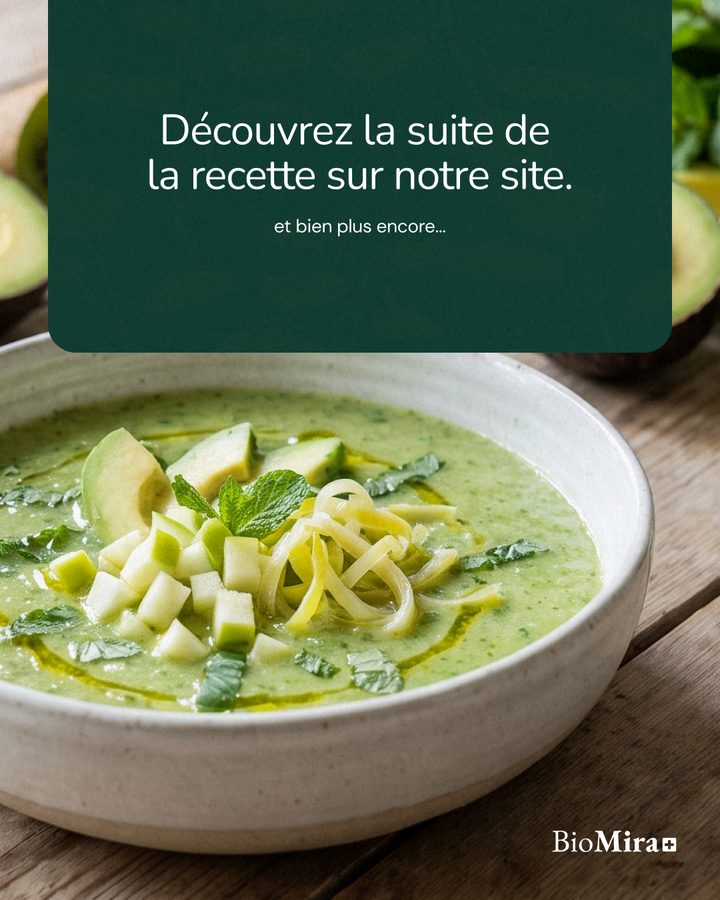 Découvrez la suite de
la recette sur notre site.
et bien plus encore...
BioMira